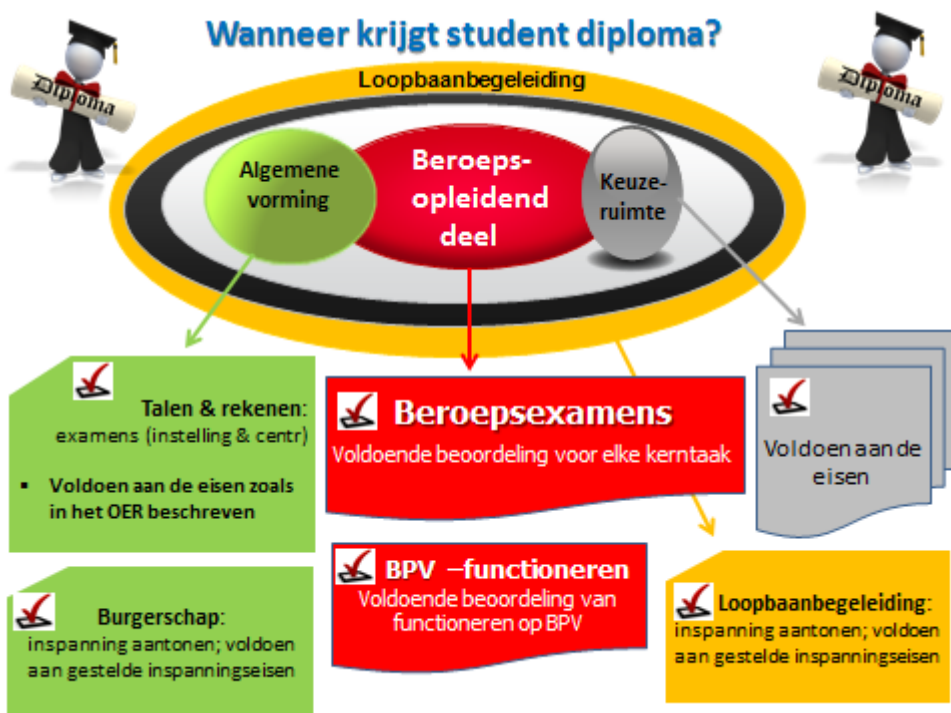 Wanneer krijgt student diploma?
Diploma
Diploma
Loopbaanbegeleiding
Algemene
vorming
Beroeps-
opleidend
deel
Keuze-
ruimte
Talen & rekenen:
examens (instelling & centr)
▪ Voldoen aan de eisen zoals
in het OER beschreven
Beroepsexamens
Voldoende beoordeling voor elke kerntaak
Voldoen aan de
eisen
Burgerschap:
inspanning aantonen; voldoen
aan gestelde inspanningseisen
BPV –functioneren
Voldoende beoordeling van
functioneren op BPV
Loopbaanbegeleiding:
inspanning aantonen; voldoen
aan gestelde inspanningseisen